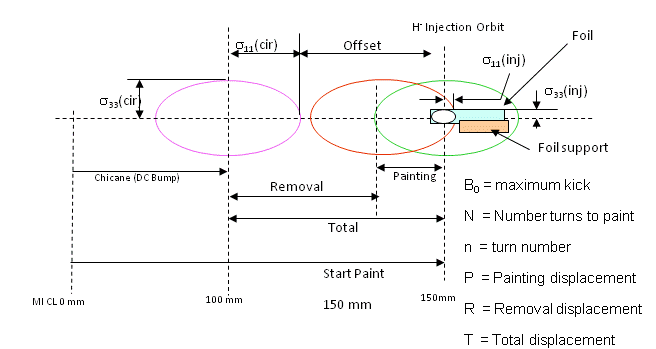 H⁻ Injection Orbit
σ₁₁(cir)
Offset
Foil
σ₁₁(inj)
σ₃₃(cir)
σ₃₃(inj)
Foil support
Chicane (DC Bump)
Painting
Removal
Total
Start Paint
MI CL 0 mm
100 mm
150 mm
150mm
B₀ = maximum kick
N = Number turns to paint
n = turn number
P = Painting displacement
R = Removal displacement
T = Total displacement